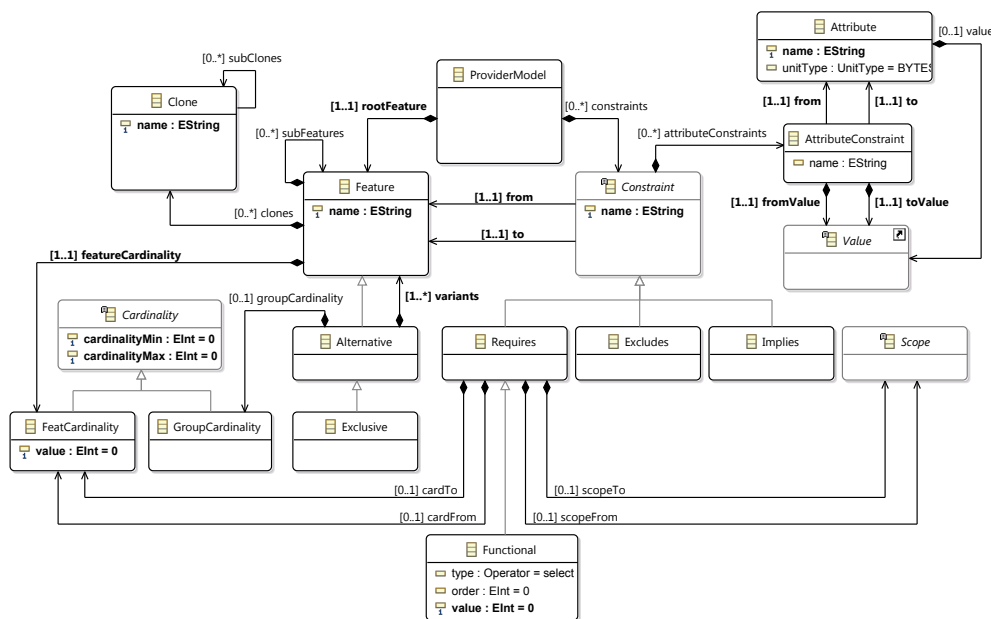 Attribute
[0..1] value
name : EString
unitType : UnitType = BYTES
[0..*] subClones
ProviderModel
Clone
name : EString
[1..1] rootFeature
[0..*] constraints
[1..1] from
[1..1] to
[0..*] subFeatures
[0..*] attributeConstraints
AttributeConstraint
name : EString
Feature
name : EString
[1..1] from
Constraint
name : EString
[1..1] fromValue
[1..1] toValue
[0..*] clones
[1..1] to
Value
[1..1] featureCardinality
[0..1] groupCardinality
[1..*] variants
Cardinality
cardinalityMin : EInt = 0
cardinalityMax : EInt = 0
Alternative
Requires
Excludes
Implies
Scope
FeatCardinality
value : EInt = 0
GroupCardinality
Exclusive
[0..1] cardTo
[0..1] scopeTo
[0..1] cardFrom
[0..1] scopeFrom
Functional
type : Operator = select
order : EInt = 0
value : EInt = 0